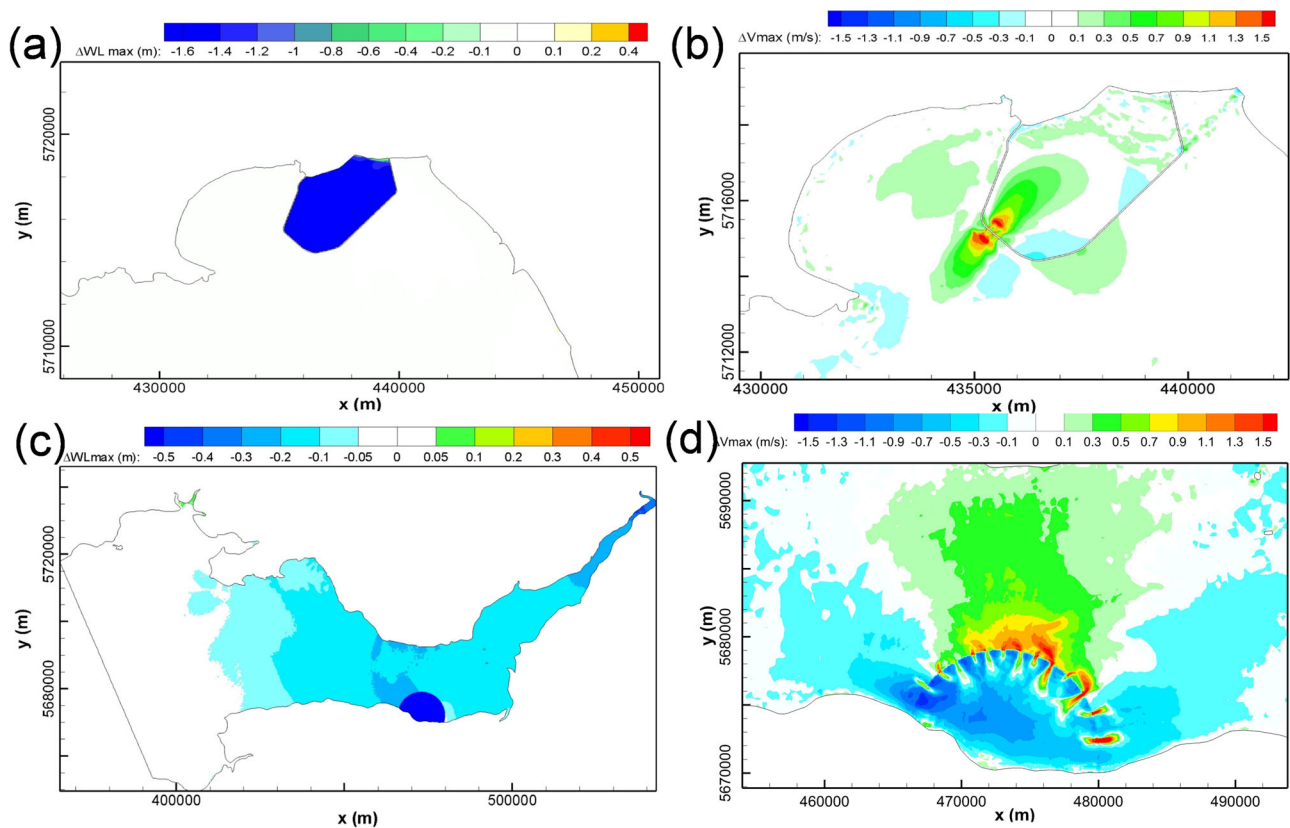 (a)
ΔWL max (m): -1.6 -1.4 -1.2 -1 -0.8 -0.6 -0.4 -0.2 -0.1 0 0.1 0.2 0.4
5720000
5710000
y (m)
430000 440000 450000
x (m)
(b)
ΔVmax (m/s): -1.5 -1.3 -1.1 -0.9 -0.7 -0.5 -0.3 -0.1 0 0.1 0.3 0.5 0.7 0.9 1.1 1.3 1.5
5716000
5712000
y (m)
430000 435000 440000
x (m)
(c)
ΔWLmax (m): -0.5 -0.4 -0.3 -0.2 -0.1 -0.05 0 0.05 0.1 0.2 0.3 0.4 0.5
5720000
5680000
y (m)
400000 500000
x (m)
(d)
ΔVmax (m/s): -1.5 -1.3 -1.1 -0.9 -0.7 -0.5 -0.3 -0.1 0 0.1 0.3 0.5 0.7 0.9 1.1 1.3 1.5
5690000
5680000
5670000
y (m)
460000 470000 480000 490000
x (m)